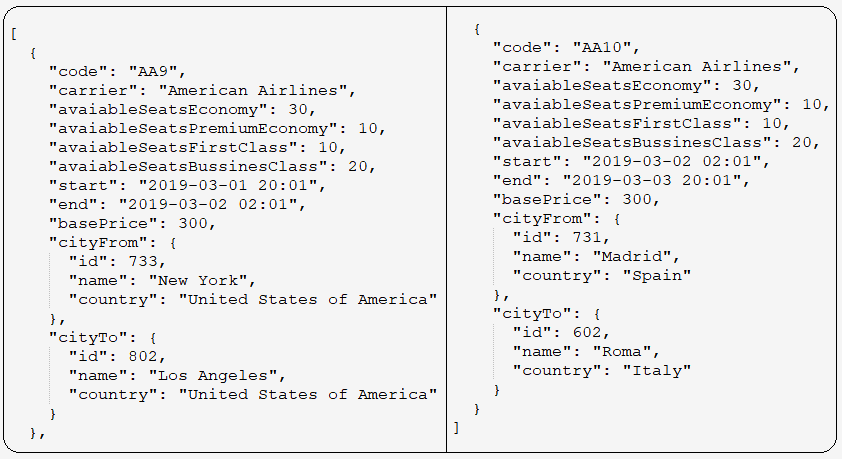 [
  {
    "code": "AA9",
    "carrier": "American Airlines",
    "avaiableSeatsEconomy": 30,
    "avaiableSeatsPremiumEconomy": 10,
    "avaiableSeatsFirstClass": 10,
    "avaiableSeatsBussinesClass": 20,
    "start": "2019-03-01 20:01",
    "end": "2019-03-02 02:01",
    "basePrice": 300,
    "cityFrom": {
      "id": 733,
      "name": "New York",
      "country": "United States of America"
    },
    "cityTo": {
      "id": 802,
      "name": "Los Angeles",
      "country": "United States of America"
    }
  },
  {
    "code": "AA10",
    "carrier": "American Airlines",
    "avaiableSeatsEconomy": 30,
    "avaiableSeatsPremiumEconomy": 10,
    "avaiableSeatsFirstClass": 10,
    "avaiableSeatsBussinesClass": 20,
    "start": "2019-03-02 02:01",
    "end": "2019-03-03 20:01",
    "basePrice": 300,
    "cityFrom": {
      "id": 731,
      "name": "Madrid",
      "country": "Spain"
    },
    "cityTo": {
      "id": 602,
      "name": "Roma",
      "country": "Italy"
    }
  }
]